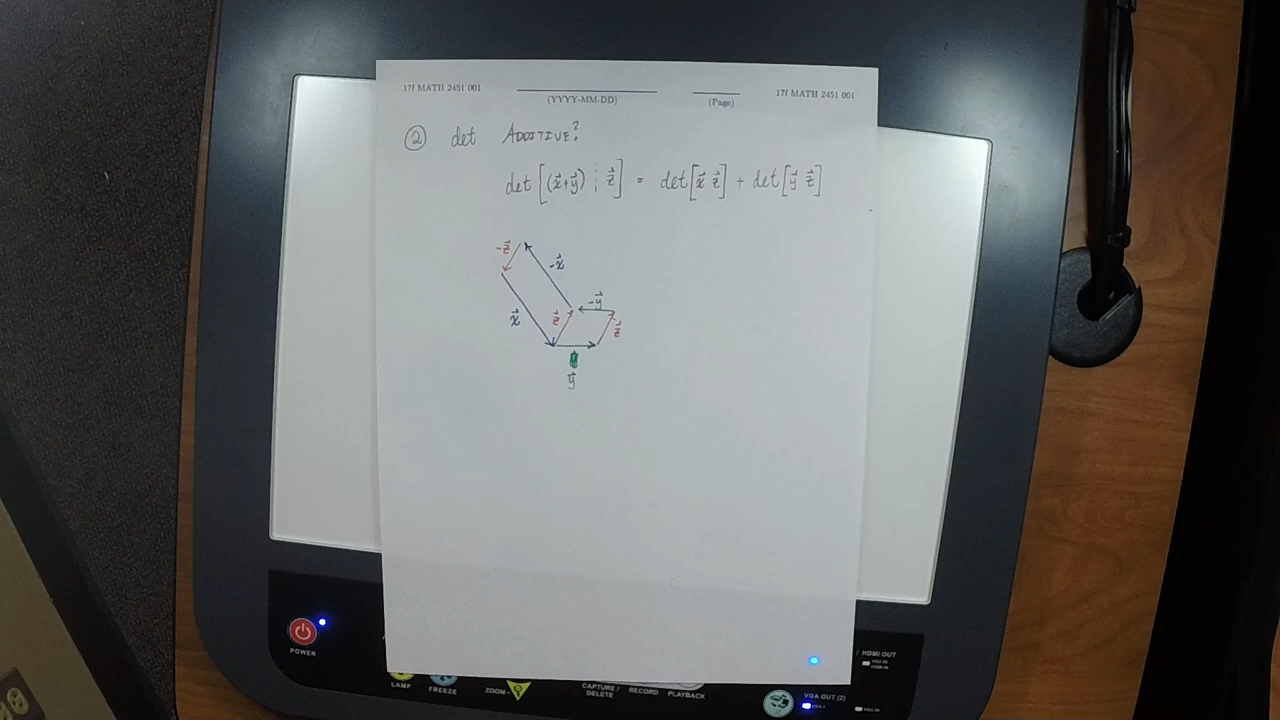 17f MATH 2451 001
(YYYY-MM-DD)
(Page)
17f MATH 2451 001
② det ADDITIVE?
det [(x⃗+y⃗) ⋮ z⃗] = det[x⃗ z⃗] + det[y⃗ z⃗]
-z⃗
-x⃗
x⃗
z⃗
-y⃗
z⃗
y⃗
POWER
LAMP
FREEZE
ZOOM-
CAPTURE /
DELETE
RECORD
PLAYBACK
/ HDMI OUT
VGA OUT (2)